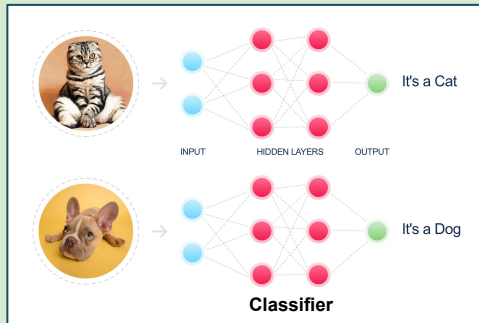 It's a Cat
INPUT
HIDDEN LAYERS
OUTPUT
It's a Dog
Classifier